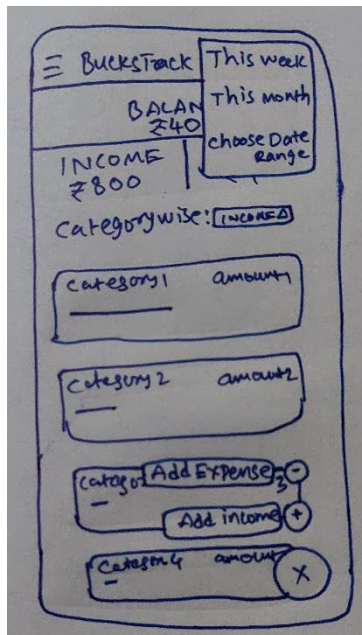 BucksTrack
This week
This month
Choose Date
Range
BALAN
₹40
INCOME
₹800
Categorywise: INCOME
Category1 amount1
Category2 amount2
Catego Add Expense 3 -
Add income +
Category4 amount
X